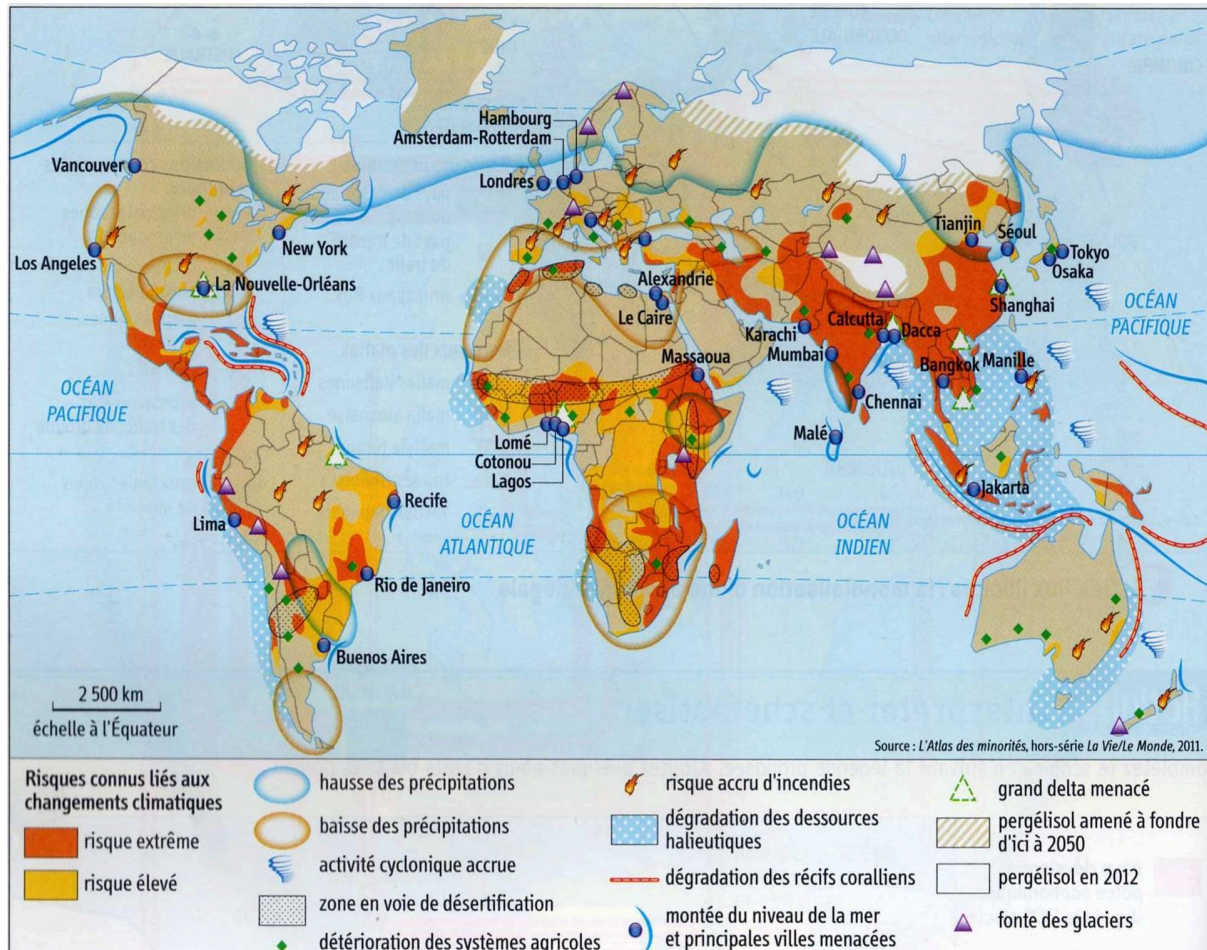 Hambourg
Amsterdam-Rotterdam
Vancouver
Londres
Tianjin
Séoul
New York
Tokyo
Los Angeles
Osaka
La Nouvelle-Orléans
Alexandrie
Shanghai
Le Caire
Calcutta
Dacca
OCÉAN
PACIFIQUE
Karachi
Mumbai
Massaoua
Bangkok
Manille
OCÉAN
PACIFIQUE
Chennai
Lomé
Malé
Cotonou
Lagos
Jakarta
Recife
Lima
OCÉAN
ATLANTIQUE
OCÉAN
INDIEN
Rio de Janeiro
Buenos Aires
2 500 km
échelle à l'Équateur
Source : L'Atlas des minorités, hors-série La Vie/Le Monde, 2011.
Risques connus liés aux
changements climatiques
risque extrême
risque élevé
hausse des précipitations
baisse des précipitations
activité cyclonique accrue
zone en voie de désertification
détérioration des systèmes agricoles
risque accru d'incendies
dégradation des dessources
halieutiques
dégradation des récifs coralliens
montée du niveau de la mer
et principales villes menacées
grand delta menacé
pergélisol amené à fondre
d'ici à 2050
pergélisol en 2012
fonte des glaciers